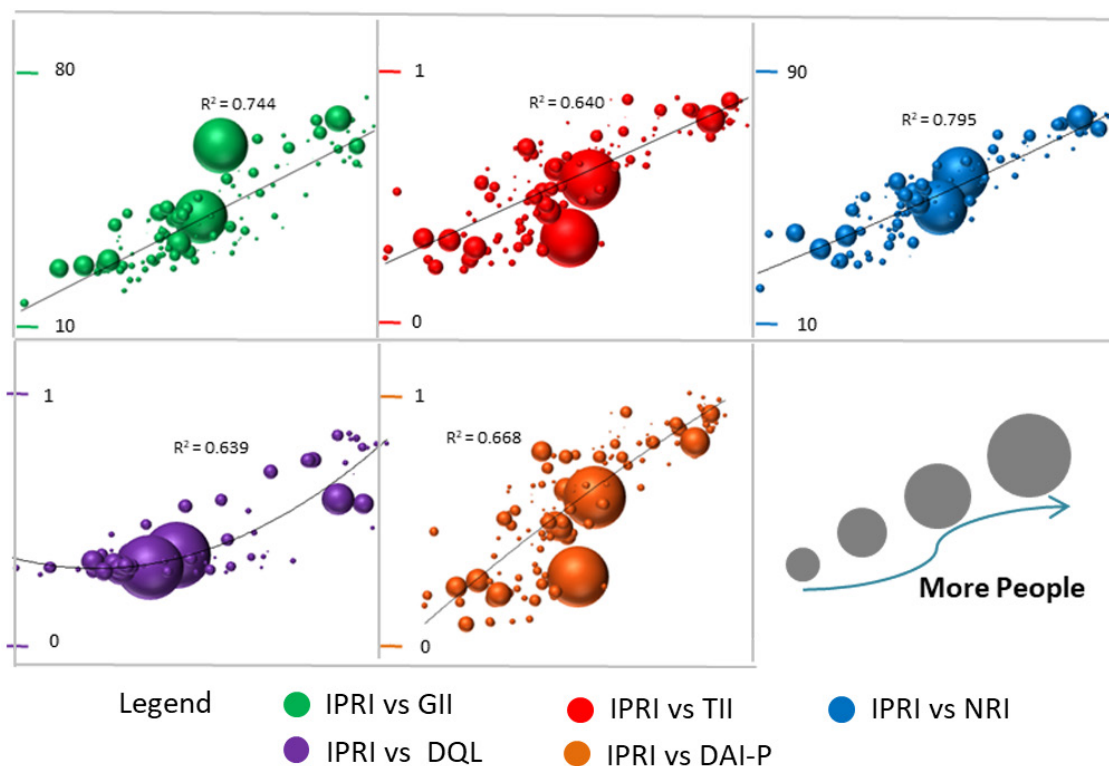 80
R² = 0.744
10
1
R² = 0.640
0
90
R² = 0.795
10
1
R² = 0.639
0
1
R² = 0.668
0
More People
Legend
IPRI vs GII
IPRI vs TII
IPRI vs NRI
IPRI vs DQL
IPRI vs DAI-P